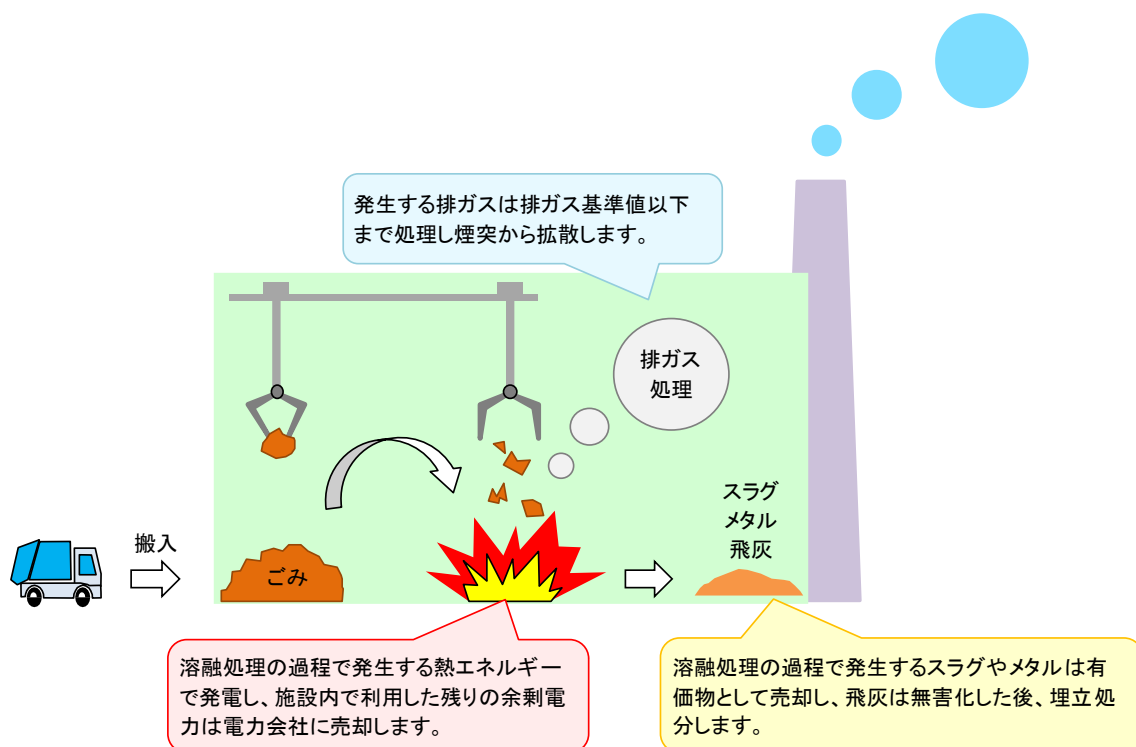 発生する排ガスは排ガス基準値以下
まで処理し煙突から拡散します。
排ガス
処理
スラグ
メタル
飛灰
搬入
ごみ
溶融処理の過程で発生する熱エネルギー
で発電し、施設内で利用した残りの余剰電
力は電力会社に売却します。
溶融処理の過程で発生するスラグやメタルは有
価物として売却し、飛灰は無害化した後、埋立処
分します。